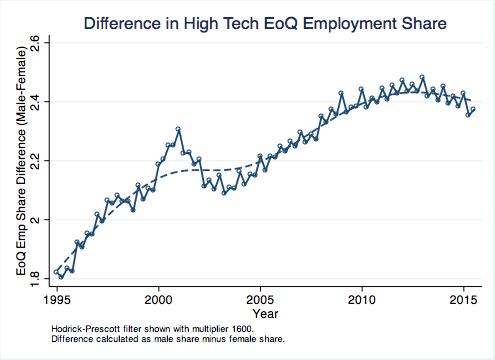 Difference in High Tech EoQ Employment Share
EoQ Emp Share Difference (Male-Female)
2.6
2.4
2.2
2
1.8
1995 2000 2005 2010 2015
Year
Hodrick-Prescott filter shown with multiplier 1600.
Difference calculated as male share minus female share.